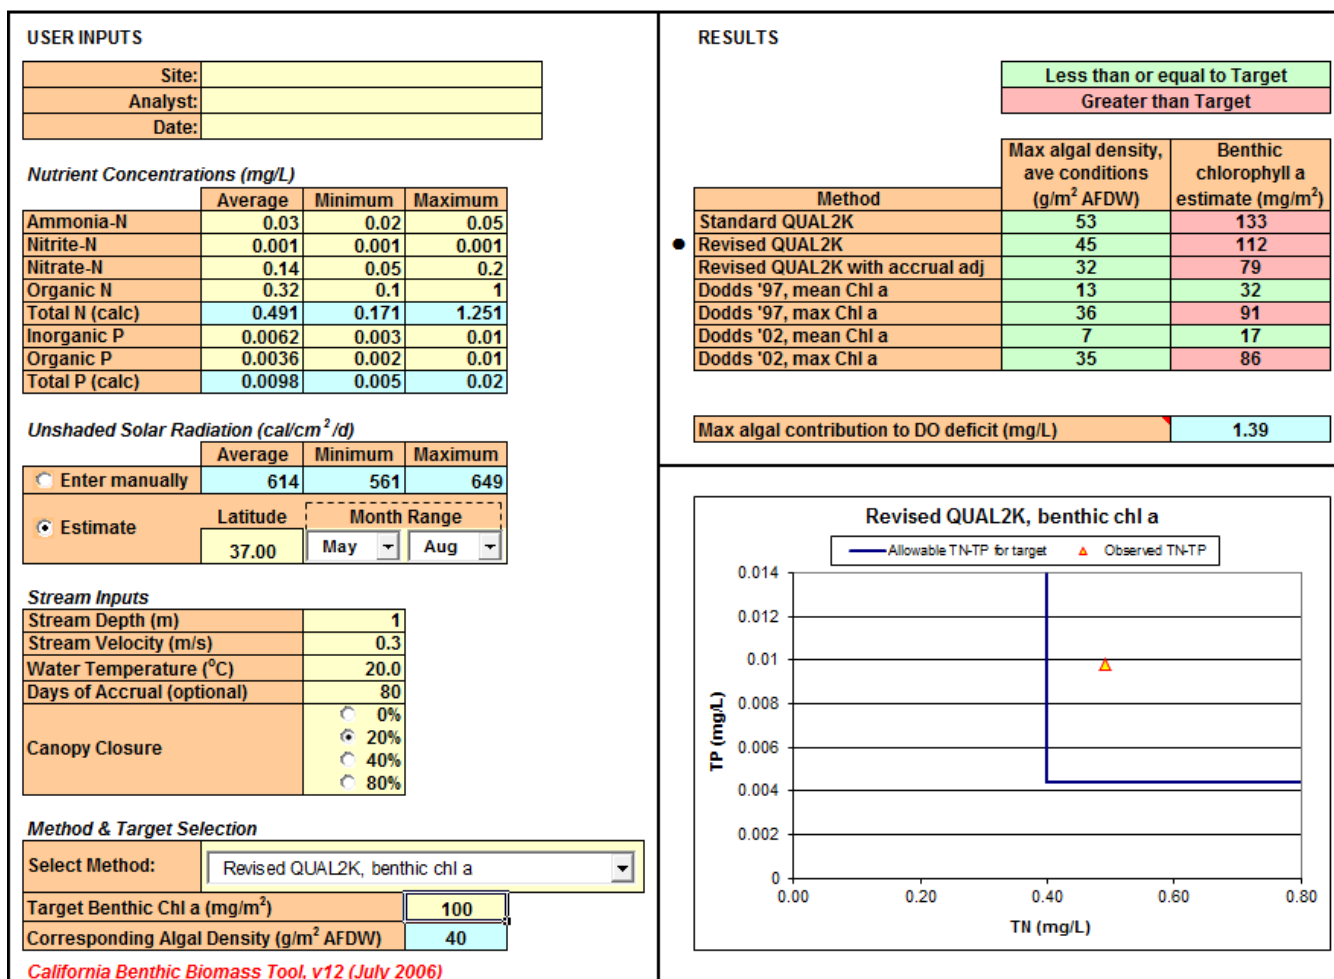 USER INPUTS
Site:
Analyst:
Date:
Nutrient Concentrations (mg/L)
Average Minimum Maximum
Ammonia-N 0.03 0.02 0.05
Nitrite-N 0.001 0.001 0.001
Nitrate-N 0.14 0.05 0.2
Organic N 0.32 0.1 1
Total N (calc) 0.491 0.171 1.251
Inorganic P 0.0062 0.003 0.01
Organic P 0.0036 0.002 0.01
Total P (calc) 0.0098 0.005 0.02
Unshaded Solar Radiation (cal/cm²/d)
Average Minimum Maximum
Enter manually 614 561 649
Estimate Latitude Month Range
37.00 May Aug
Stream Inputs
Stream Depth (m) 1
Stream Velocity (m/s) 0.3
Water Temperature (⁰C) 20.0
Days of Accrual (optional) 80
Canopy Closure
0%
20%
40%
80%
Method & Target Selection
Select Method: Revised QUAL2K, benthic chl a
Target Benthic Chl a (mg/m²) 100
Corresponding Algal Density (g/m² AFDW) 40
California Benthic Biomass Tool, v12 (July 2006)
RESULTS
Less than or equal to Target
Greater than Target
Method
Max algal density,
ave conditions
(g/m² AFDW)
Benthic
chlorophyll a
estimate (mg/m²)
Standard QUAL2K 53 133
Revised QUAL2K 45 112
Revised QUAL2K with accrual adj 32 79
Dodds '97, mean Chl a 13 32
Dodds '97, max Chl a 36 91
Dodds '02, mean Chl a 7 17
Dodds '02, max Chl a 35 86
Max algal contribution to DO deficit (mg/L) 1.39
Revised QUAL2K, benthic chl a
Allowable TN-TP for target Observed TN-TP
TP (mg/L)
0.014
0.012
0.01
0.008
0.006
0.004
0.002
0
0.00 0.20 0.40 0.60 0.80
TN (mg/L)